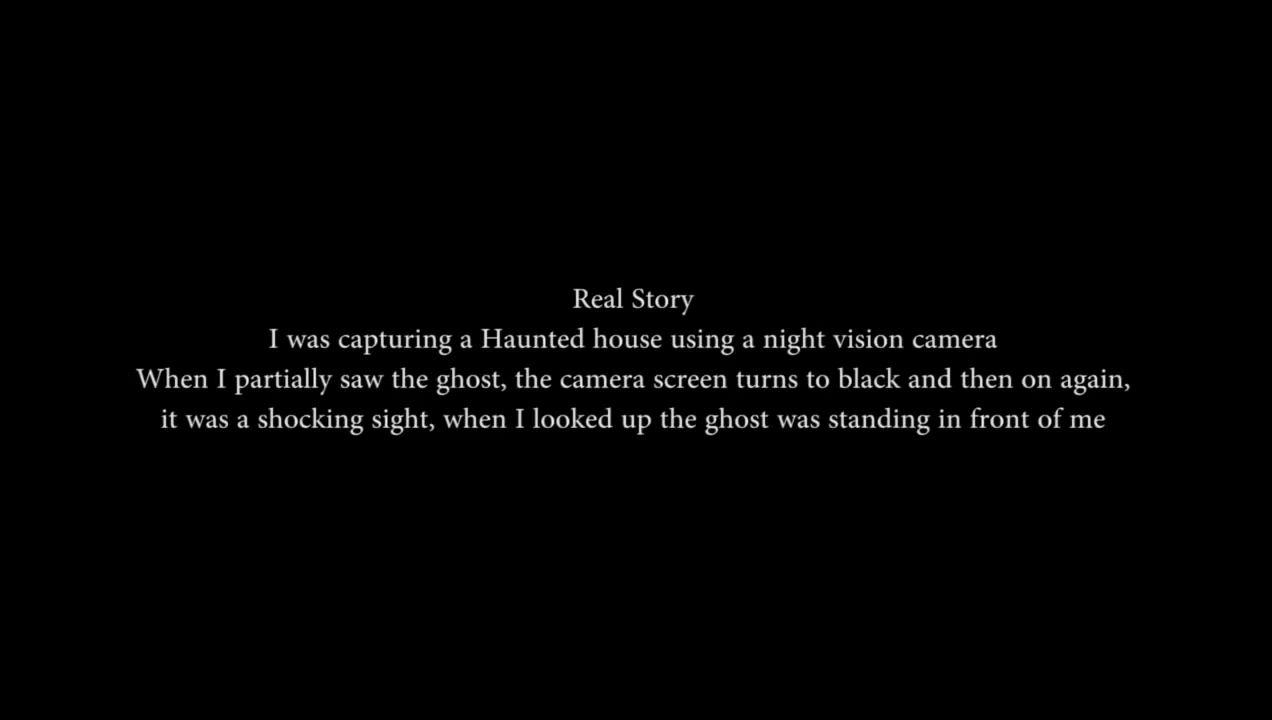 Real Story
I was capturing a Haunted house using a night vision camera
When I partially saw the ghost, the camera screen turns to black and then on again,
it was a shocking sight, when I looked up the ghost was standing in front of me